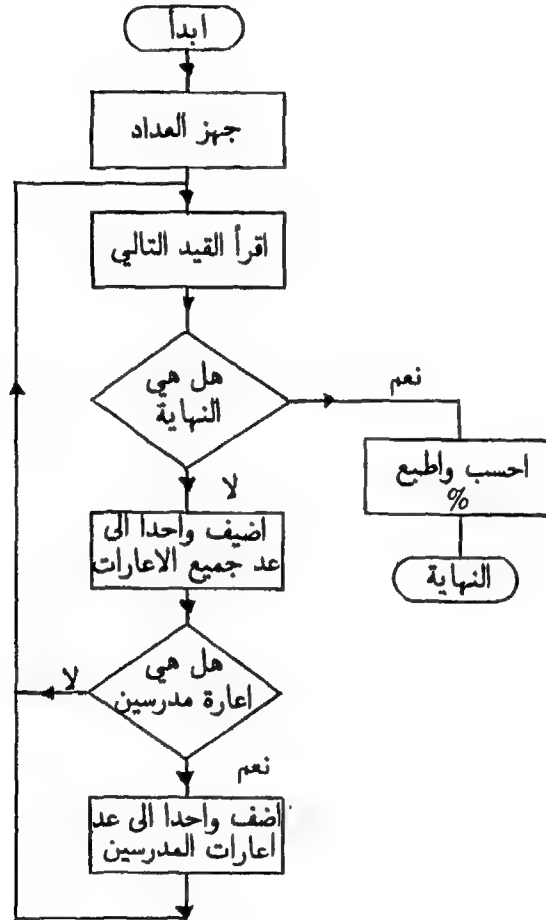 ابدأ
جهز العداد
اقرأ القيد التالي
هل هي
النهاية
نعم
احسب واطبع
%
النهاية
لا
اضيف واحدا الى
عد جميع الاعارات
هل هي
اعارة مدرسين
لا
نعم
اضف واحدا الى عد
اعارات المدرسين